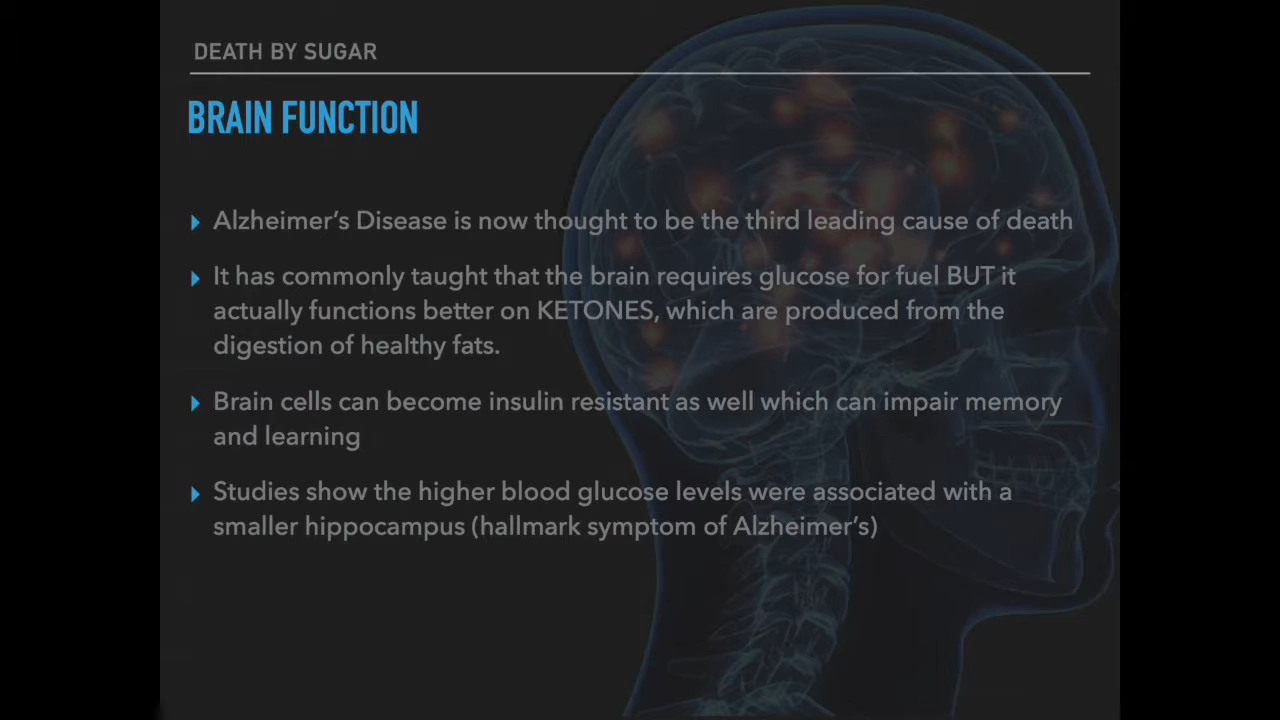 DEATH BY SUGAR
BRAIN FUNCTION
Alzheimer's Disease is now thought to be the third leading cause of death
It has commonly taught that the brain requires glucose for fuel BUT it
actually functions better on KETONES, which are produced from the
digestion of healthy fats.
Brain cells can become insulin resistant as well which can impair memory
and learning
Studies show the higher blood glucose levels were associated with a
smaller hippocampus (hallmark symptom of Alzheimer's)